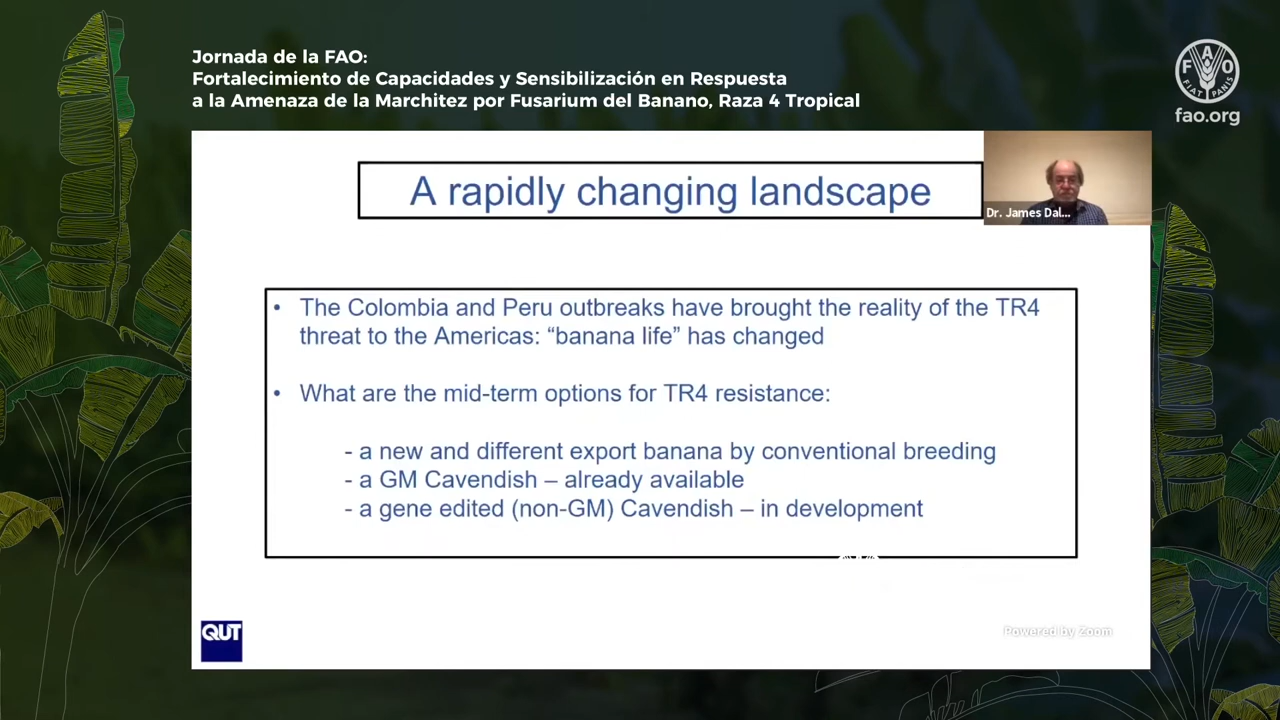 Jornada de la FAO:
Fortalecimiento de Capacidades y Sensibilización en Respuesta
a la Amenaza de la Marchitez por Fusarium del Banano, Raza 4 Tropical
F A O
FIAT PANIS
fao.org
A rapidly changing landscape
Dr. James Dal...
• The Colombia and Peru outbreaks have brought the reality of the TR4
threat to the Americas: “banana life” has changed
• What are the mid-term options for TR4 resistance:
- a new and different export banana by conventional breeding
- a GM Cavendish – already available
- a gene edited (non-GM) Cavendish – in development
QUT
Powered by Zoom